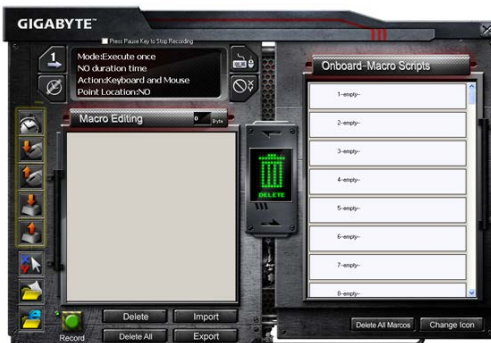 GIGABYTE™
Press Pause Key to Stop Recording
1
Mode:Execute once
NO duration time
Action:Keyboard and Mouse
Point Location:NO
Macro Editing
0 Byte
DELETE
Record
Delete
Import
Delete All
Export
Onboard-Macro Scripts
1-empty-
2-empty-
3-empty-
4-empty-
5-empty-
6-empty-
7-empty-
8-empty-
Delete All Marcos
Change Icon